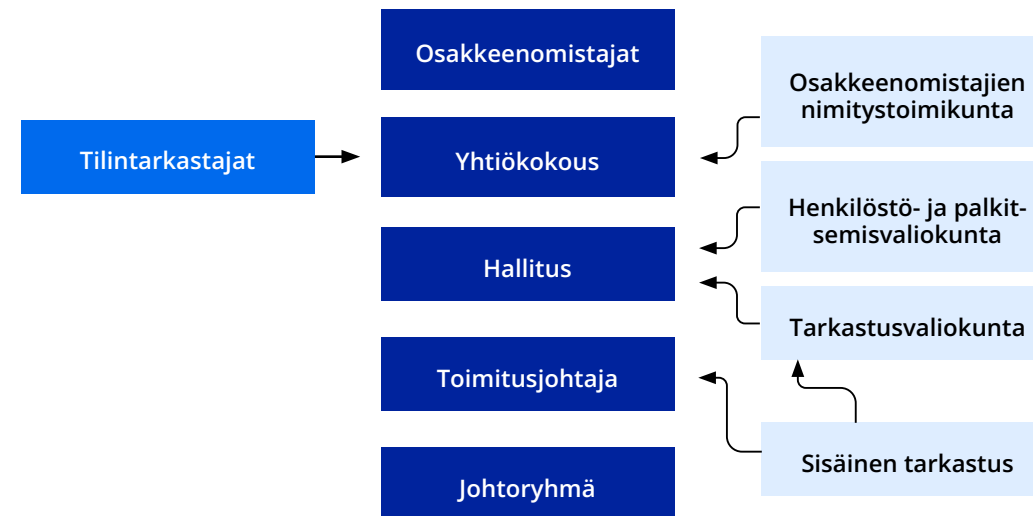 Osakkeenomistajat
Osakkeenomistajien
nimitystoimikunta
Tilintarkastajat
Yhtiökokous
Henkilöstö- ja palkit-
semisvaliokunta
Hallitus
Tarkastusvaliokunta
Toimitusjohtaja
Sisäinen tarkastus
Johtoryhmä